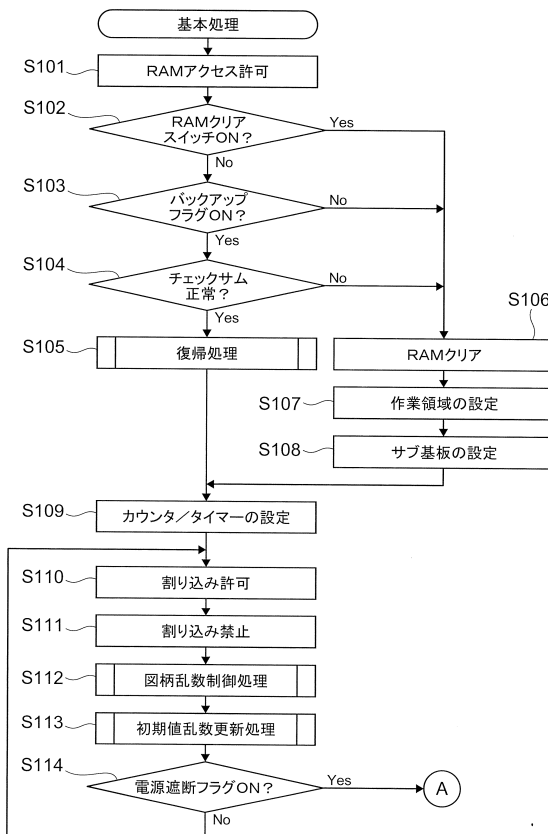 基本処理
S101
RAMアクセス許可
S102
RAMクリア
スイッチON？
Yes
No
S103
バックアップ
フラグON？
No
Yes
S104
チェックサム
正常？
No
Yes
S105
復帰処理
S106
RAMクリア
S107
作業領域の設定
S108
サブ基板の設定
S109
カウンタ／タイマーの設定
S110
割り込み許可
S111
割り込み禁止
S112
図柄乱数制御処理
S113
初期値乱数更新処理
S114
電源遮断フラグON？
Yes
A
No